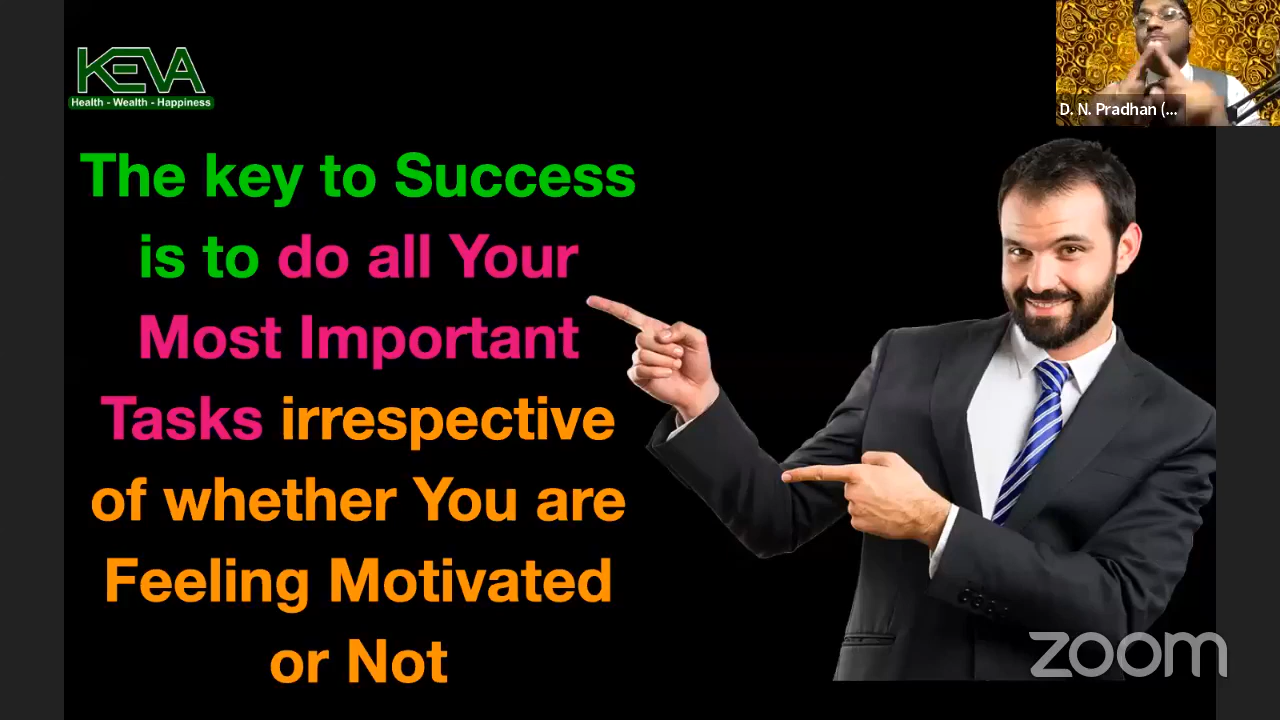 KEVA
Health - Wealth - Happiness
D. N. Pradhan (...
The key to Success
is to do all Your
Most Important
Tasks irrespective
of whether You are
Feeling Motivated
or Not
zoom